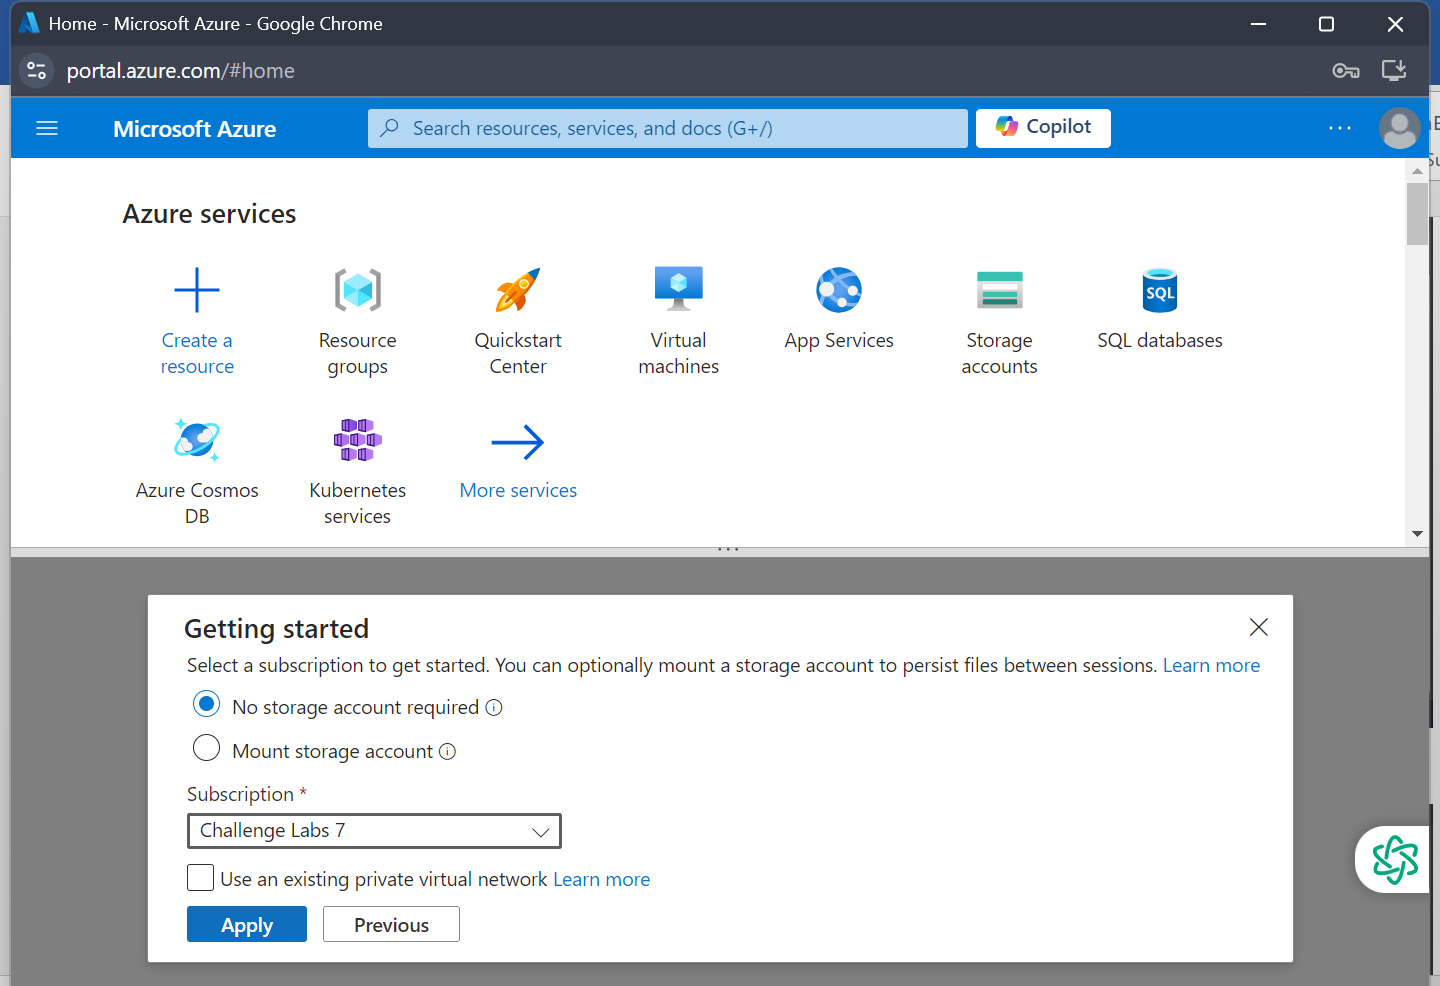 Home - Microsoft Azure - Google Chrome
portal.azure.com/#home
Microsoft Azure
Search resources, services, and docs (G+/)
Copilot
Azure services
Create a resource
Resource groups
Quickstart Center
Virtual machines
App Services
Storage accounts
SQL
SQL databases
Azure Cosmos DB
Kubernetes services
More services
Getting started
Select a subscription to get started. You can optionally mount a storage account to persist files between sessions. Learn more
No storage account required
Mount storage account
Subscription *
Challenge Labs 7
Use an existing private virtual network Learn more
Apply
Previous